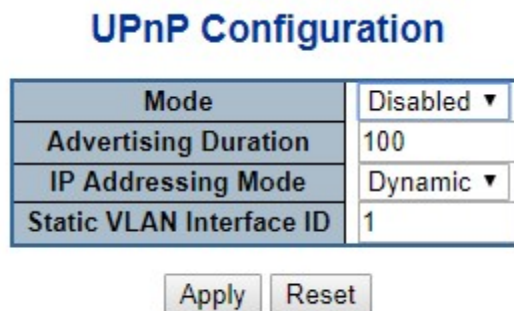 UPnP Configuration
Mode Disabled ▼
Advertising Duration 100
IP Addressing Mode Dynamic ▼
Static VLAN Interface ID 1
Apply Reset